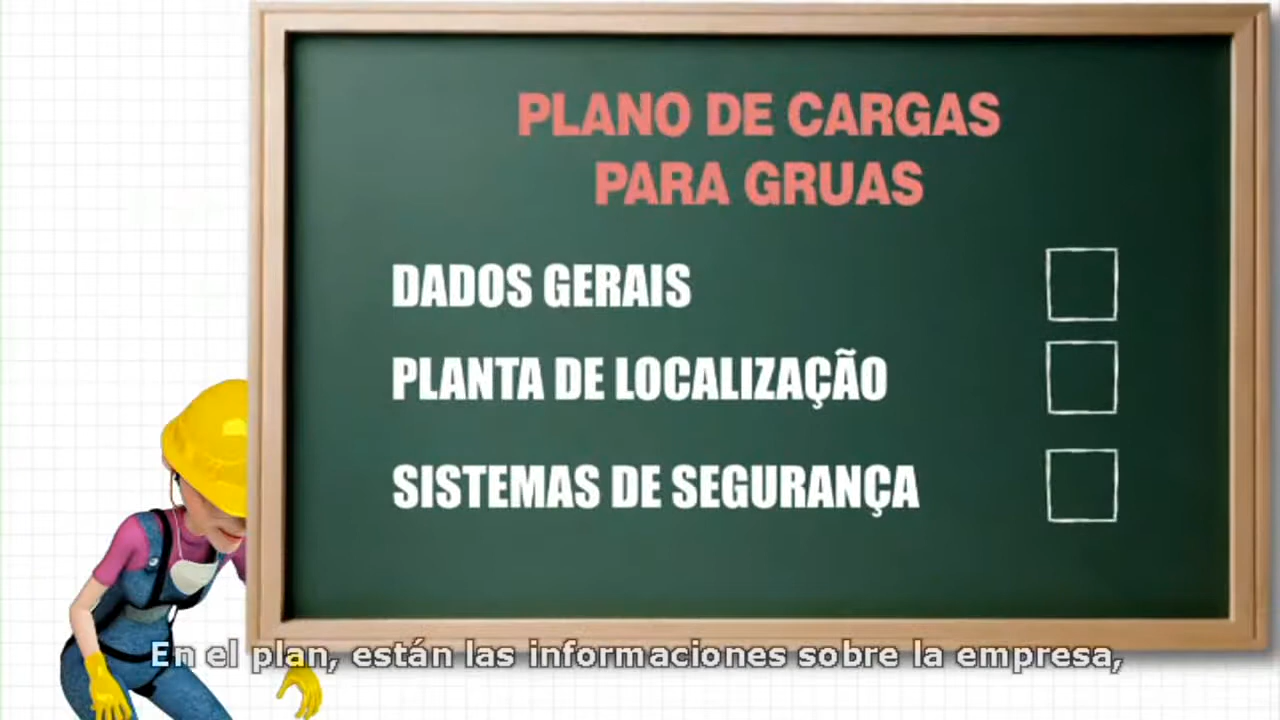 PLANO DE CARGAS
PARA GRUAS
DADOS GERAIS
PLANTA DE LOCALIZAÇÃO
SISTEMAS DE SEGURANÇA
En el plan, están las informaciones sobre la empresa,